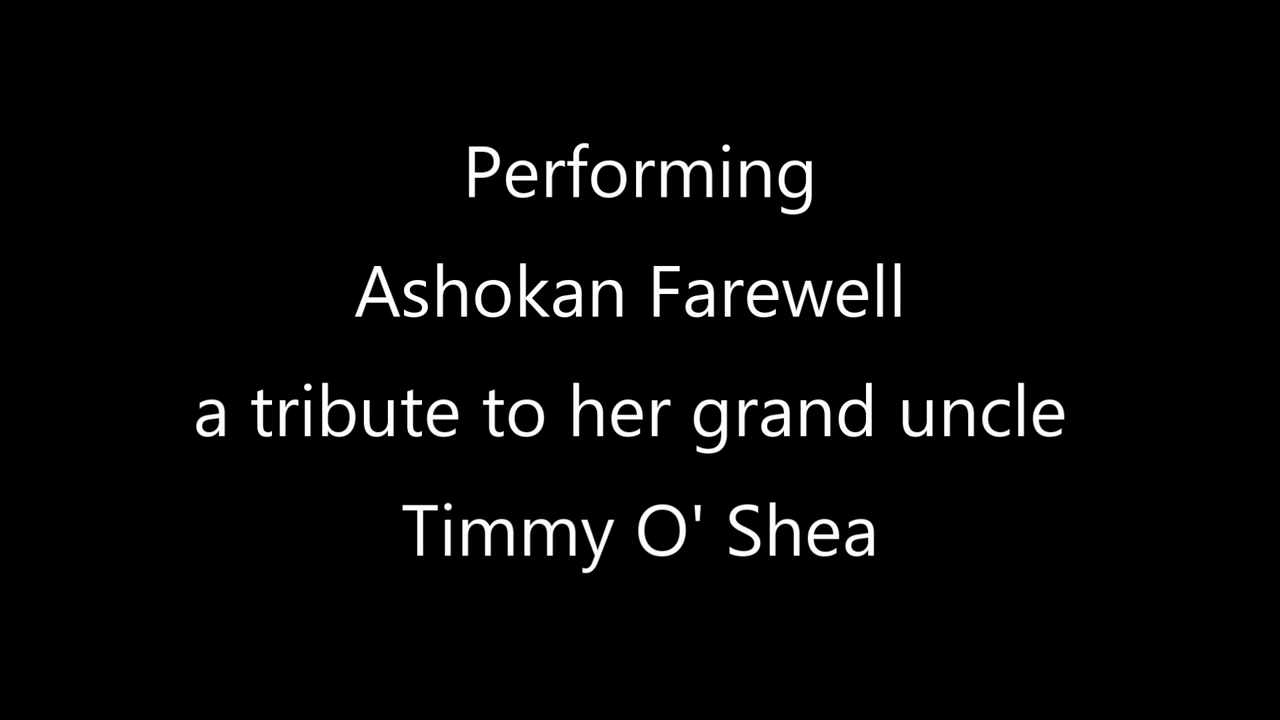 Performing
Ashokan Farewell
a tribute to her grand uncle
Timmy O' Shea